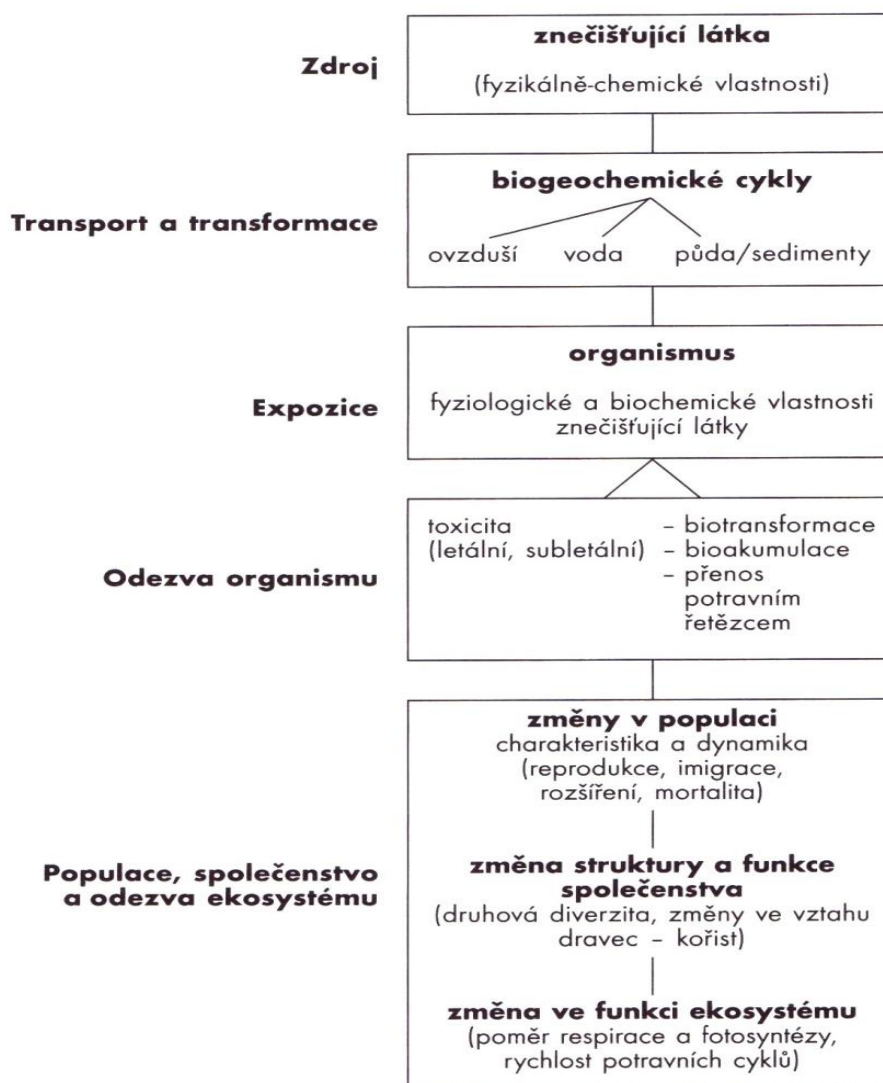 Zdroj
znečišťující látka
(fyzikálně-chemické vlastnosti)
Transport a transformace
biogeochemické cykly
ovzduší voda půda/sedimenty
Expozice
organismus
fyziologické a biochemické vlastnosti
znečišťující látky
Odezva organismu
toxicita – biotransformace
(letální, subletální) – bioakumulace
– přenos
potravním
řetězcem
Populace, společenstvo
a odezva ekosystému
změny v populaci
charakteristika a dynamika
(reprodukce, imigrace,
rozšíření, mortalita)
změna struktury a funkce
společenstva
(druhová diverzita, změny ve vztahu
dravec – kořist)
změna ve funkci ekosystému
(poměr respirace a fotosyntézy,
rychlost potravních cyklů)